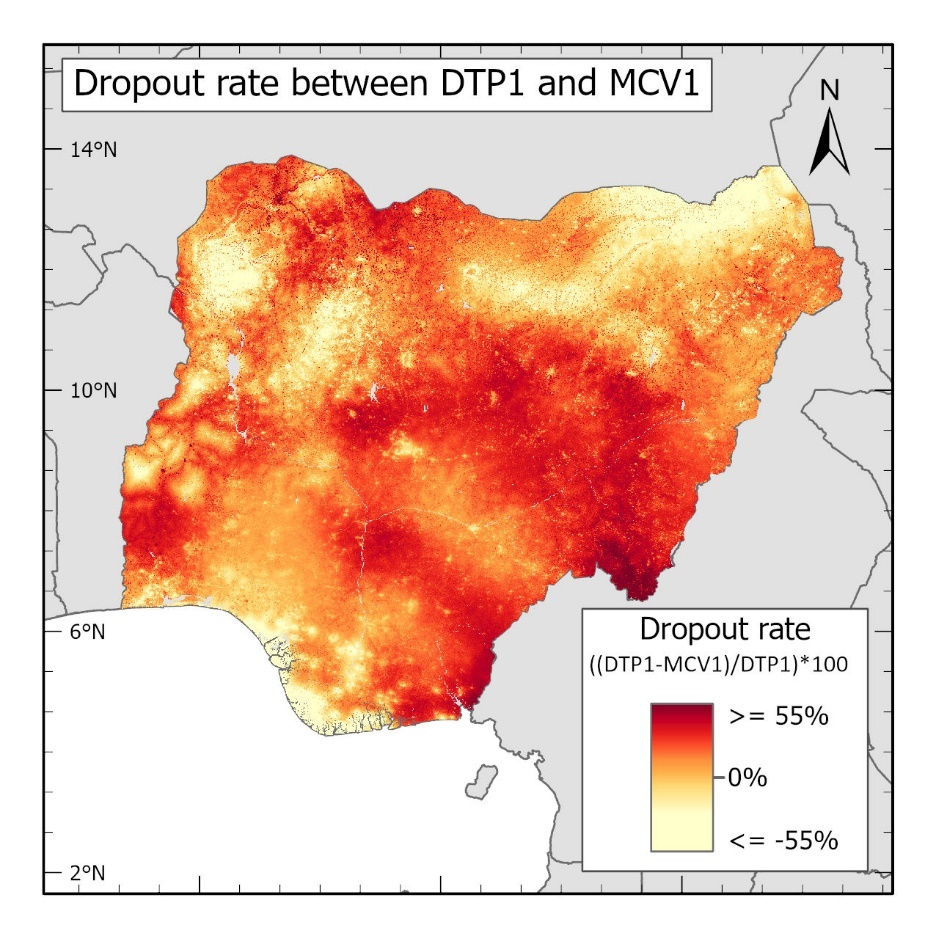 Dropout rate between DTP1 and MCV1
N
14°N
10°N
6°N
2°N
Dropout rate
((DTP1-MCV1)/DTP1)*100
>= 55%
0%
<= -55%